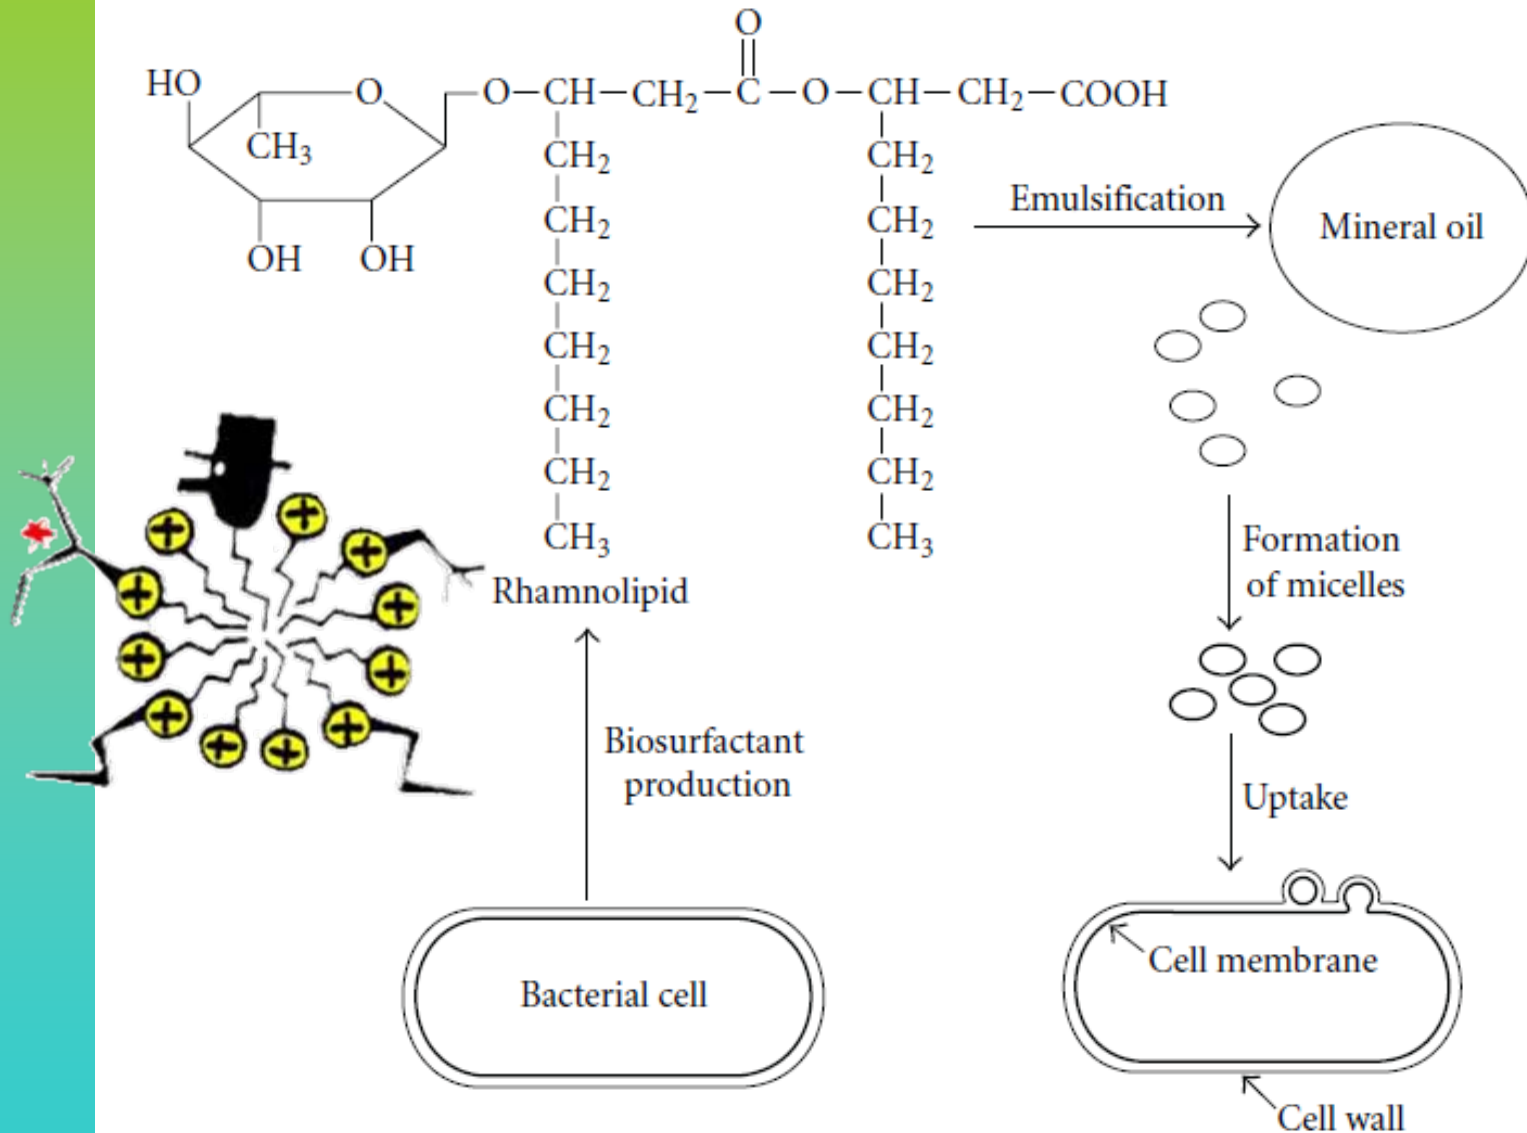 O
||
HO
O
O–CH–CH₂–C–O–CH–CH₂–COOH
CH₃
OH OH
CH₂ CH₂
CH₂ CH₂
CH₂ CH₂
CH₂ CH₂
CH₂ CH₂
CH₂ CH₂
CH₃ CH₃
Rhamnolipid
Emulsification
Mineral oil
Formation
of micelles
Uptake
Biosurfactant
production
Bacterial cell
Cell membrane
Cell wall
+
+
+
+
+
+
+
+
+
+
+